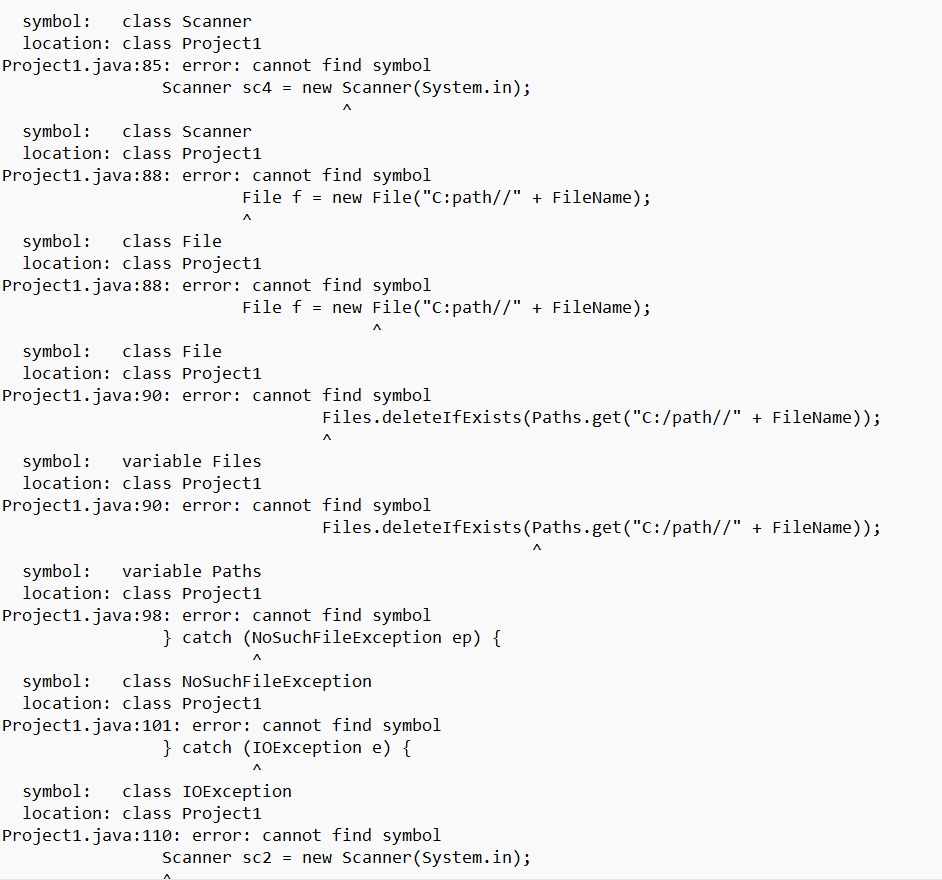 symbol:   class Scanner
location: class Project1
Project1.java:85: error: cannot find symbol
Scanner sc4 = new Scanner(System.in);
^
symbol:   class Scanner
location: class Project1
Project1.java:88: error: cannot find symbol
File f = new File("C:path//" + FileName);
^
symbol:   class File
location: class Project1
Project1.java:88: error: cannot find symbol
File f = new File("C:path//" + FileName);
^
symbol:   class File
location: class Project1
Project1.java:90: error: cannot find symbol
Files.deleteIfExists(Paths.get("C:/path//" + FileName));
^
symbol:   variable Files
location: class Project1
Project1.java:90: error: cannot find symbol
Files.deleteIfExists(Paths.get("C:/path//" + FileName));
^
symbol:   variable Paths
location: class Project1
Project1.java:98: error: cannot find symbol
} catch (NoSuchFileException ep) {
^
symbol:   class NoSuchFileException
location: class Project1
Project1.java:101: error: cannot find symbol
} catch (IOException e) {
^
symbol:   class IOException
location: class Project1
Project1.java:110: error: cannot find symbol
Scanner sc2 = new Scanner(System.in);
^